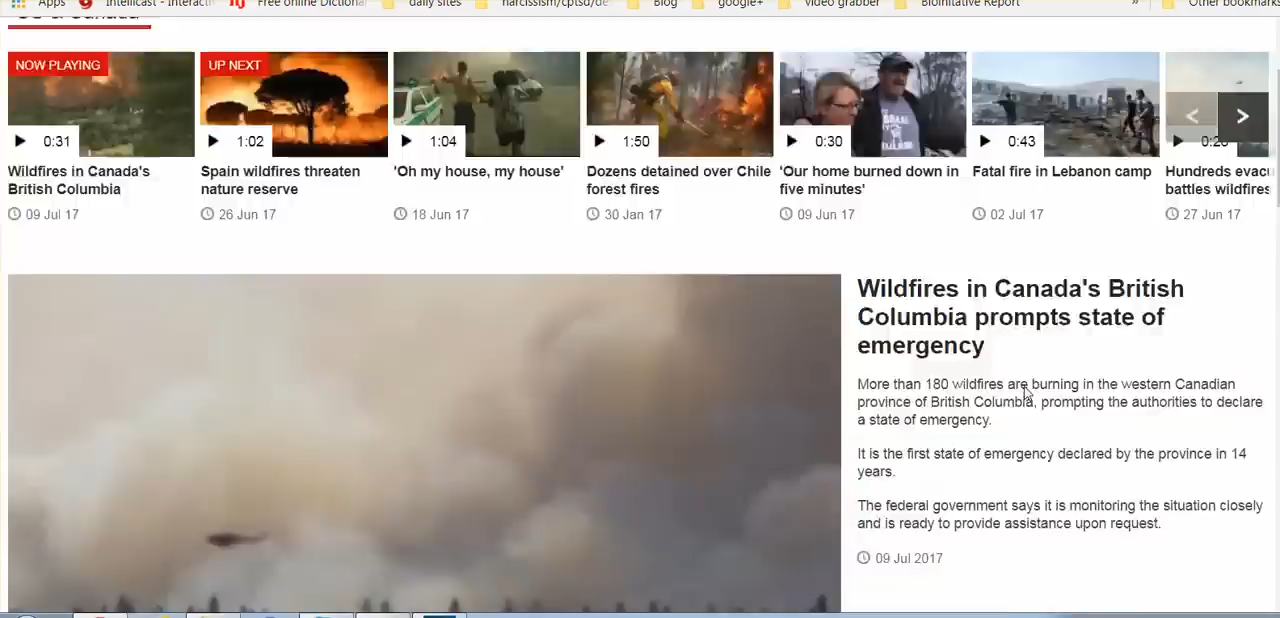 Apps Intellicast - Interacti Free online Dictionar daily sites narcissism/cptsd/de Blog google+ video grabber BioInitiative Report » Other bookmarks
US & Canada
NOW PLAYING
UP NEXT
0:31 1:02 1:04 1:50 0:30 0:43 0:26
< >
Wildfires in Canada's
British Columbia
09 Jul 17
Spain wildfires threaten
nature reserve
26 Jun 17
'Oh my house, my house'
18 Jun 17
Dozens detained over Chile
forest fires
30 Jan 17
'Our home burned down in
five minutes'
09 Jun 17
Fatal fire in Lebanon camp
02 Jul 17
Hundreds evacu
battles wildfires
27 Jun 17
Wildfires in Canada's British
Columbia prompts state of
emergency
More than 180 wildfires are burning in the western Canadian
province of British Columbia, prompting the authorities to declare
a state of emergency.
It is the first state of emergency declared by the province in 14
years.
The federal government says it is monitoring the situation closely
and is ready to provide assistance upon request.
09 Jul 2017